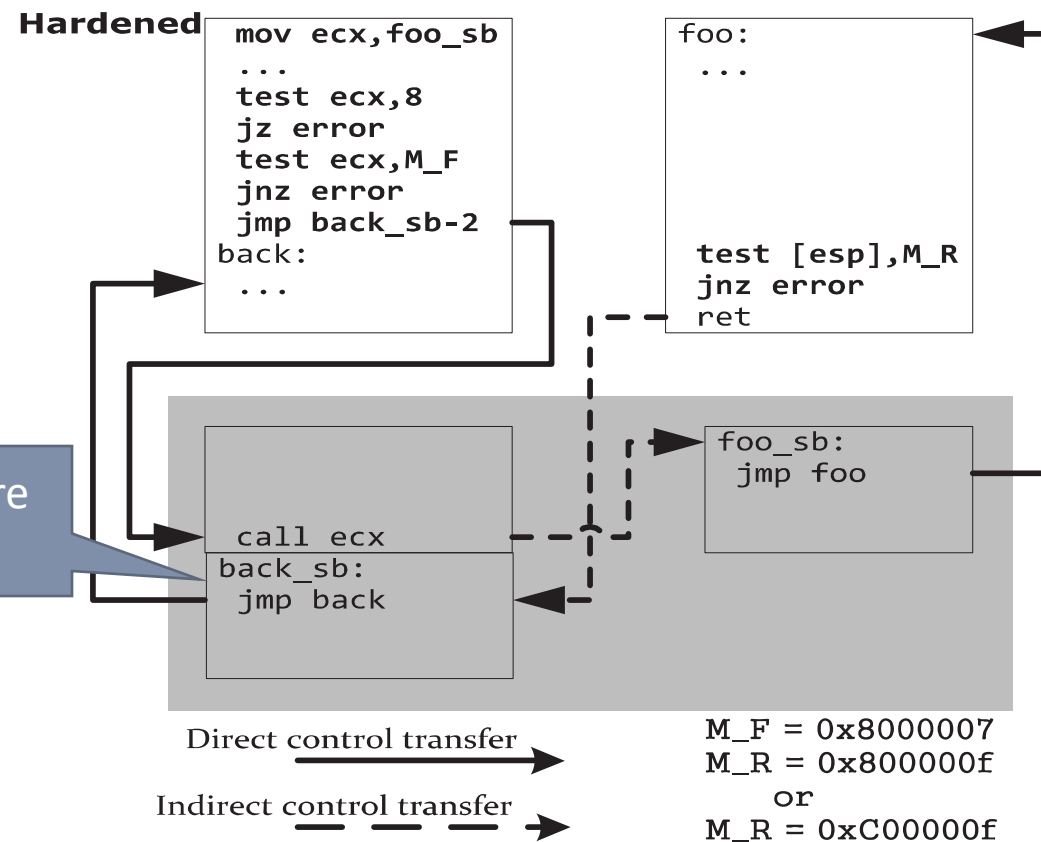 Hardened
mov ecx,foo_sb
...
test ecx,8
jz error
test ecx,M_F
jnz error
jmp back_sb-2
back:
...
foo:
...
test [esp],M_R
jnz error
ret
call ecx
back_sb:
jmp back
foo_sb:
jmp foo
Direct control transfer
Indirect control transfer
M_F = 0x8000007
M_R = 0x800000f
or
M_R = 0xC00000f